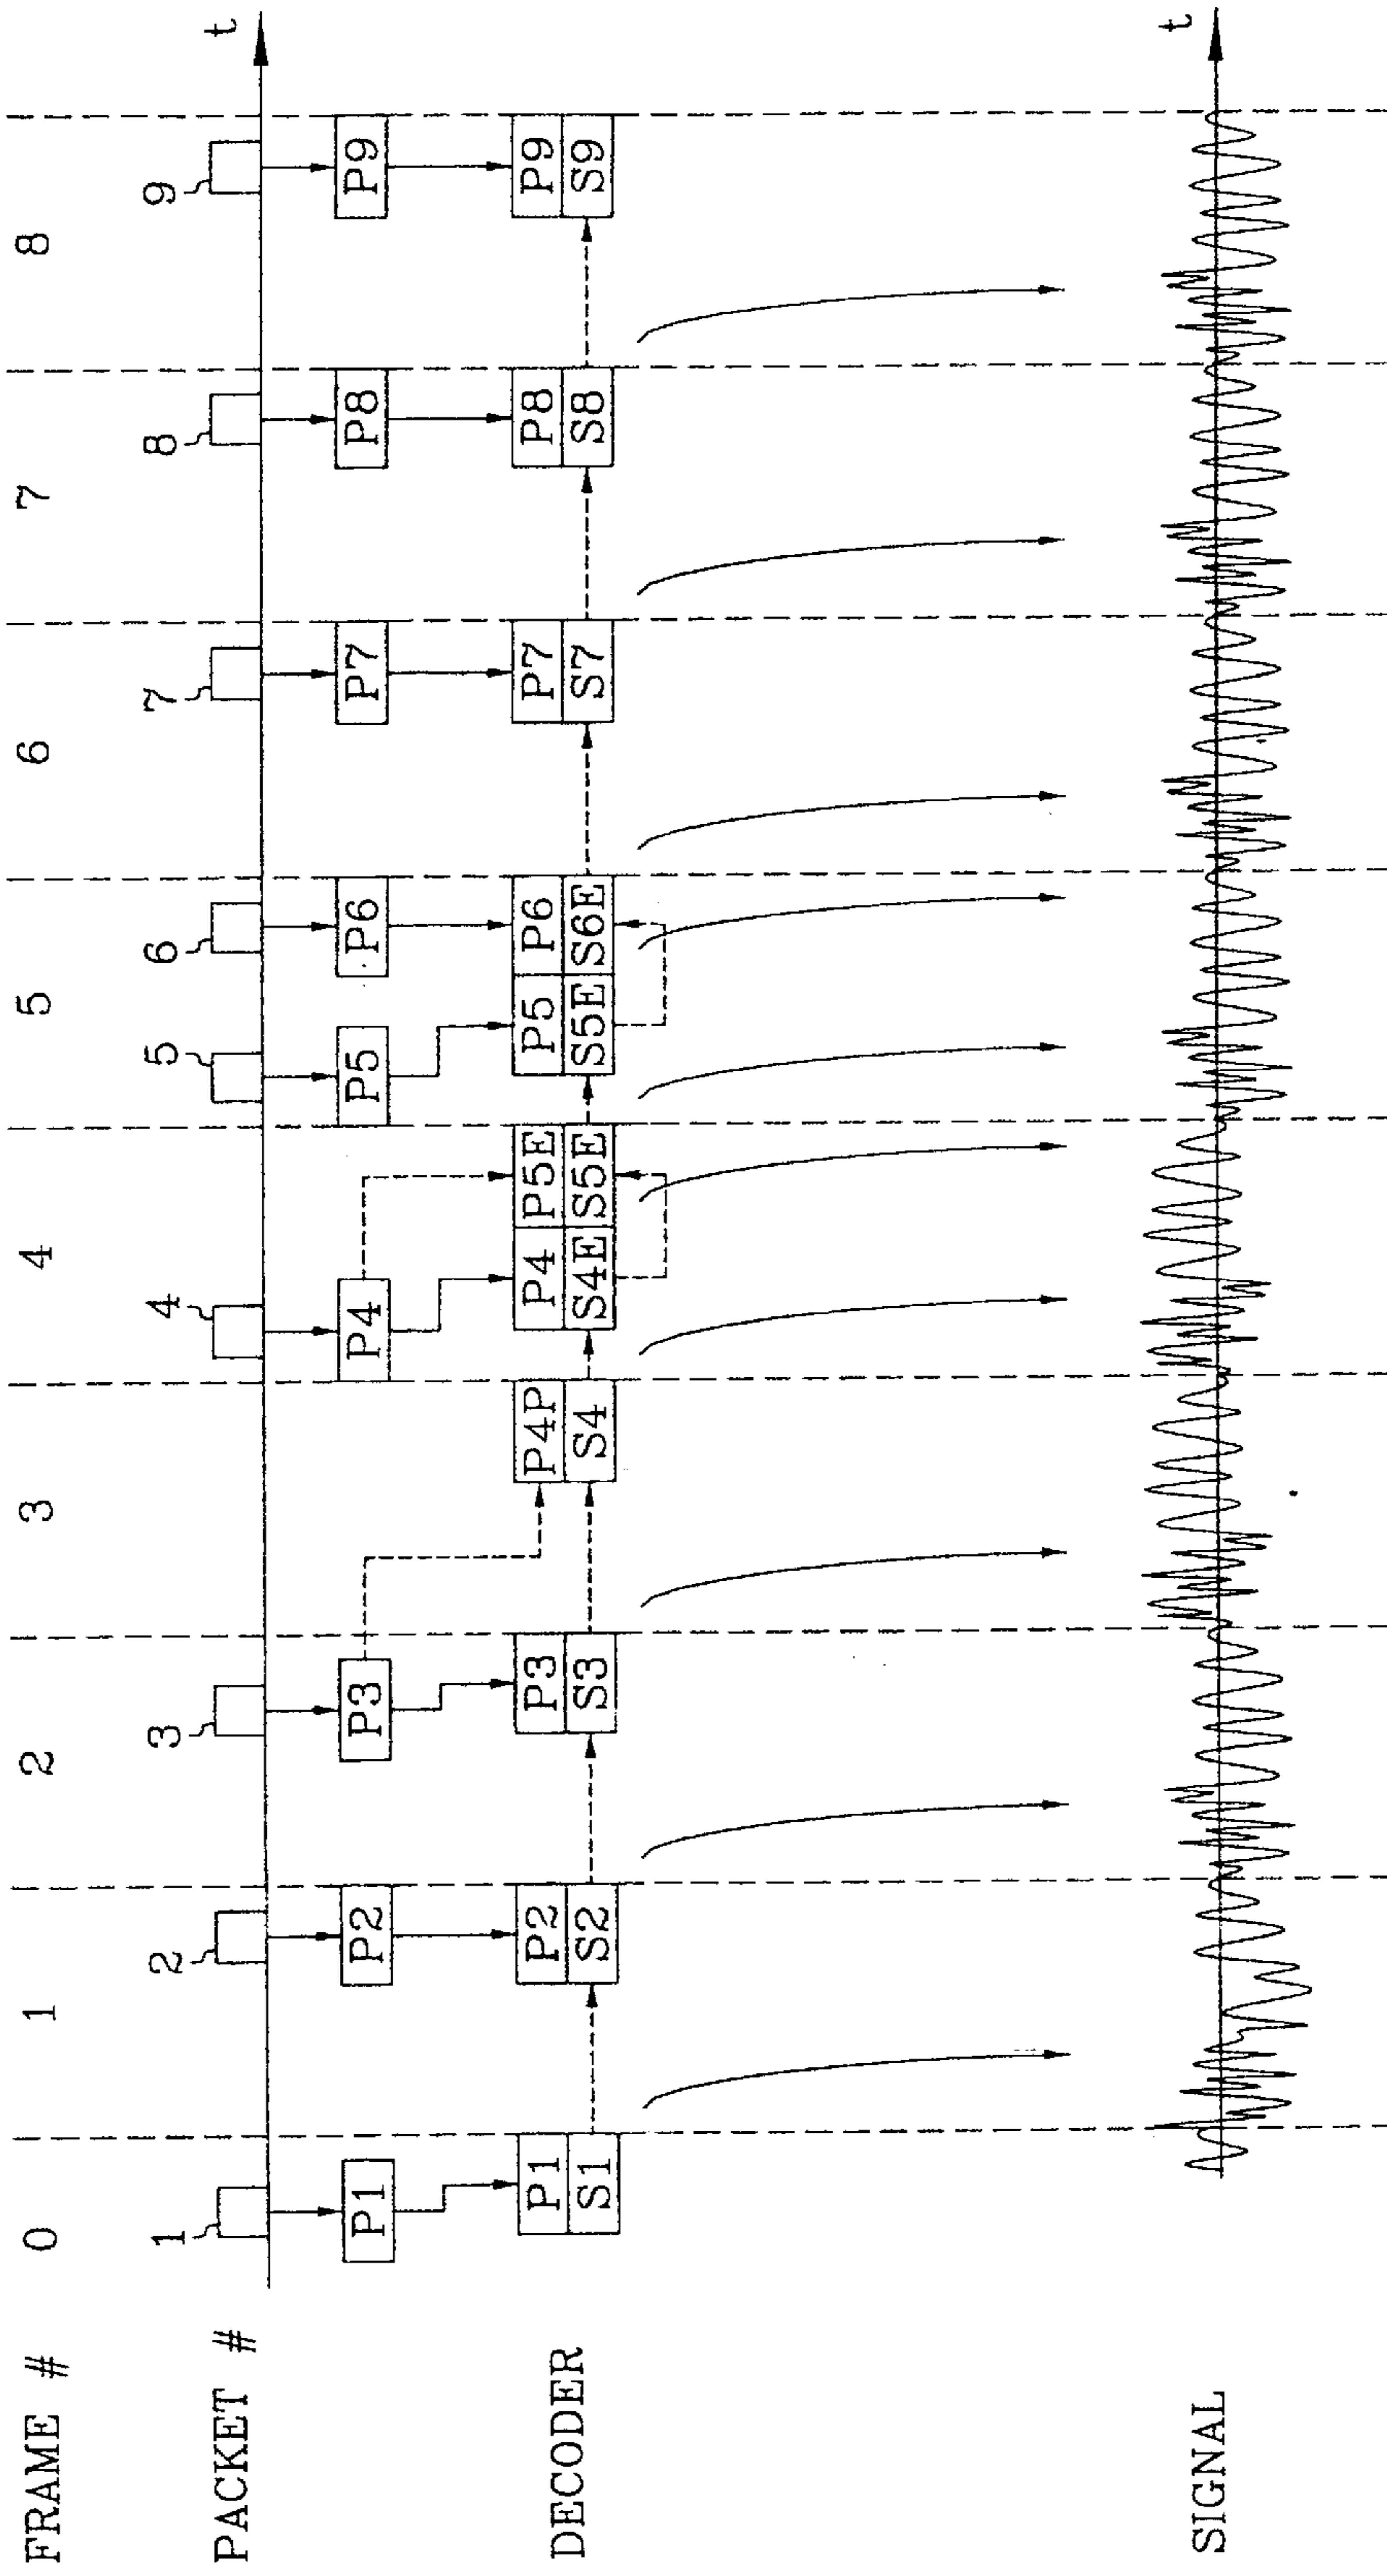 FRAME # 0 1 2 3 4 5 6 7 8
PACKET # 1 2 3 4 5 6 7 8 9 t
P1 P2 P3 P4 P5 P6 P7 P8 P9
DECODER P1 P2 P3 P4P P4 P5E P5 P6 P7 P8 P9
S1 S2 S3 S4 S4E S5E S5E S6E S7 S8 S9
SIGNAL t